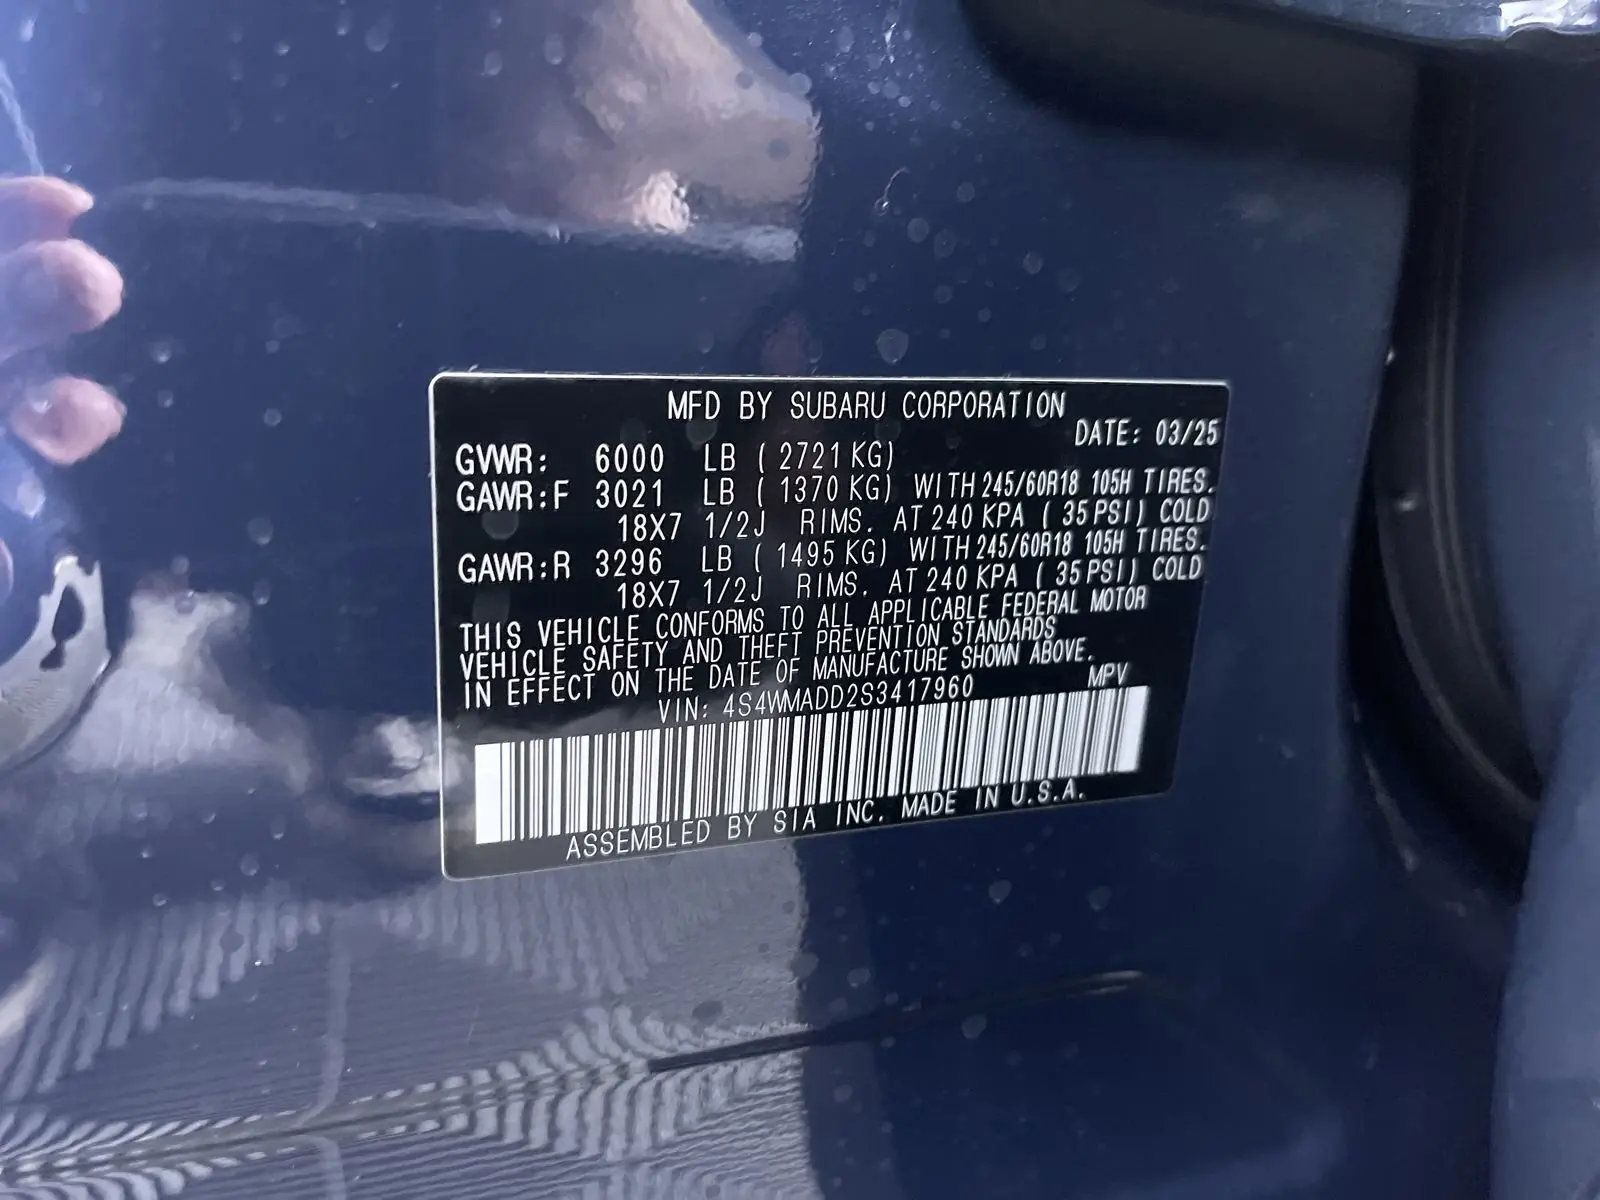 MFD BY SUBARU CORPORATION
DATE: 03/25
GVWR: 6000 LB ( 2721 KG)
GAWR:F 3021 LB ( 1370 KG) WITH 245/60R18 105H TIRES.
18X7 1/2J RIMS. AT 240 KPA ( 35 PSI) COLD
GAWR:R 3296 LB ( 1495 KG) WITH 245/60R18 105H TIRES.
18X7 1/2J RIMS. AT 240 KPA ( 35 PSI) COLD
THIS VEHICLE CONFORMS TO ALL APPLICABLE FEDERAL MOTOR
VEHICLE SAFETY AND THEFT PREVENTION STANDARDS
IN EFFECT ON THE DATE OF MANUFACTURE SHOWN ABOVE.
VIN: 4S4WMADD2S3417960 MPV
ASSEMBLED BY SIA INC. MADE IN U.S.A.